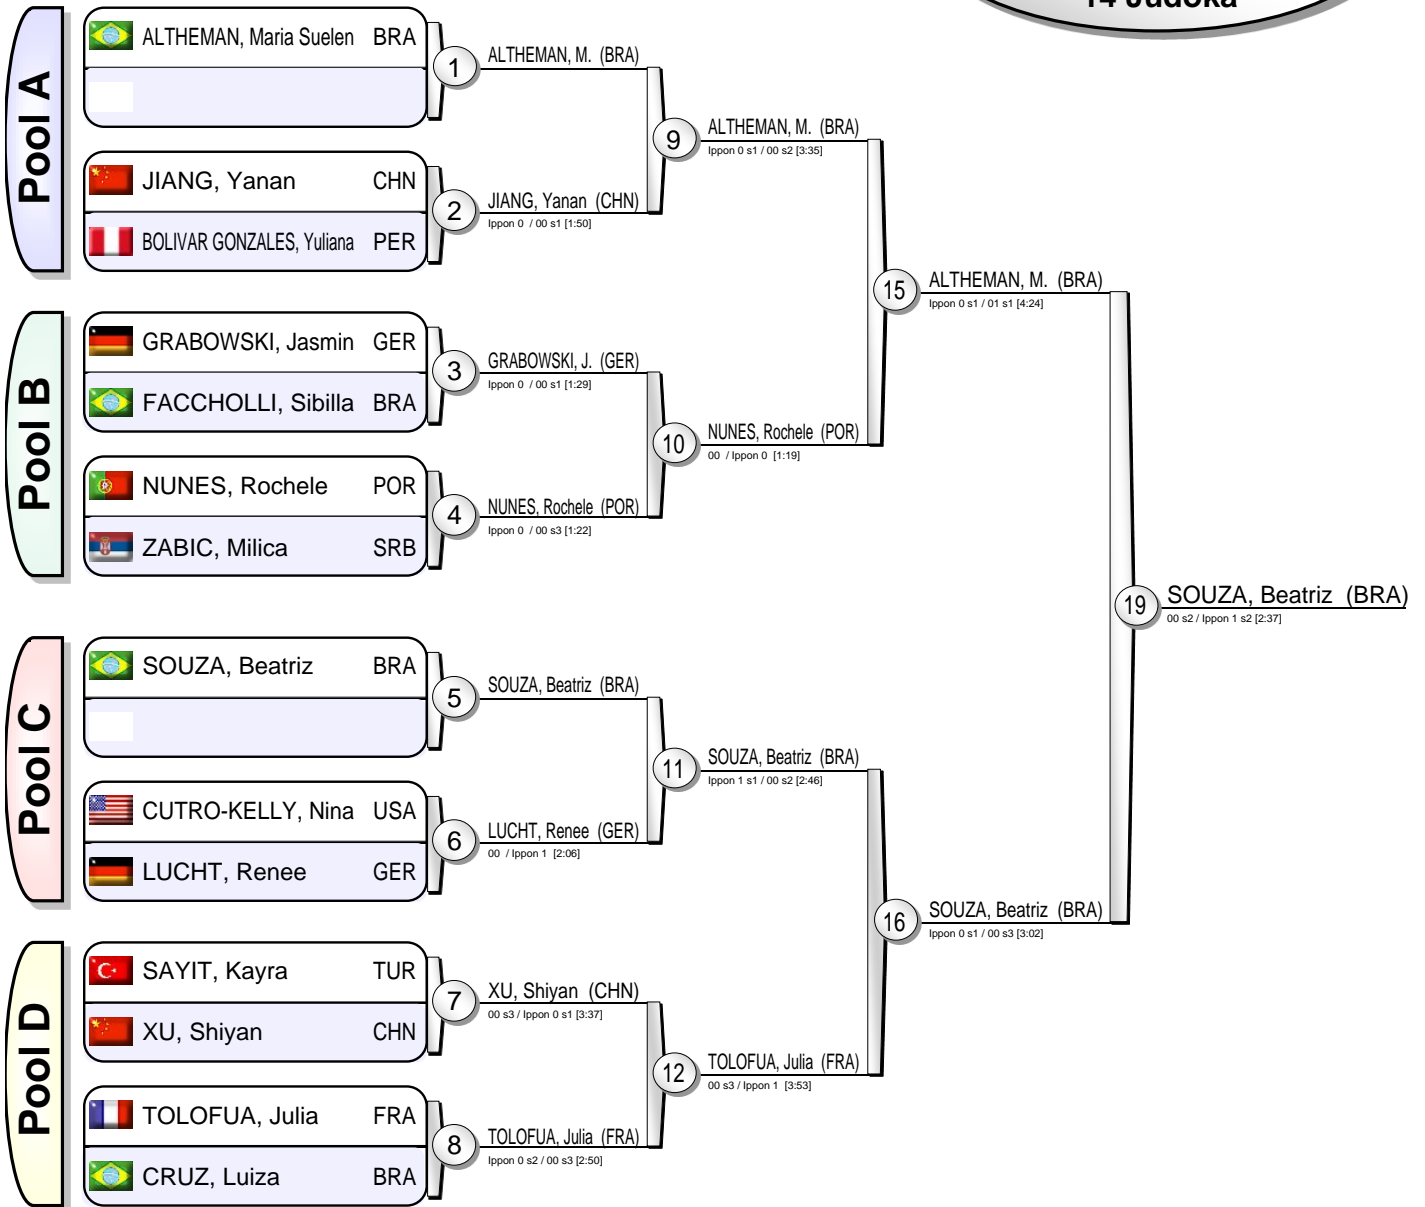 14 Judoka
Pool A
ALTHEMAN, Maria Suelen BRA
1
ALTHEMAN, M. (BRA)
JIANG, Yanan CHN
BOLIVAR GONZALES, Yuliana PER
2
JIANG, Yanan (CHN)
Ippon 0 / 00 s1 [1:50]
9
ALTHEMAN, M. (BRA)
Ippon 0 s1 / 00 s2 [3:35]
Pool B
GRABOWSKI, Jasmin GER
FACCHOLLI, Sibilla BRA
3
GRABOWSKI, J. (GER)
Ippon 0 / 00 s1 [1:29]
NUNES, Rochele POR
ZABIC, Milica SRB
4
NUNES, Rochele (POR)
Ippon 0 / 00 s3 [1:22]
10
NUNES, Rochele (POR)
00 / Ippon 0 [1:19]
15
ALTHEMAN, M. (BRA)
Ippon 0 s1 / 01 s1 [4:24]
Pool C
SOUZA, Beatriz BRA
5
SOUZA, Beatriz (BRA)
CUTRO-KELLY, Nina USA
LUCHT, Renee GER
6
LUCHT, Renee (GER)
00 / Ippon 1 [2:06]
11
SOUZA, Beatriz (BRA)
Ippon 1 s1 / 00 s2 [2:46]
Pool D
SAYIT, Kayra TUR
XU, Shiyan CHN
7
XU, Shiyan (CHN)
00 s3 / Ippon 0 s1 [3:37]
TOLOFUA, Julia FRA
CRUZ, Luiza BRA
8
TOLOFUA, Julia (FRA)
Ippon 0 s2 / 00 s3 [2:50]
12
TOLOFUA, Julia (FRA)
00 s3 / Ippon 1 [3:53]
16
SOUZA, Beatriz (BRA)
Ippon 0 s1 / 00 s3 [3:02]
19
SOUZA, Beatriz (BRA)
00 s2 / Ippon 1 s2 [2:37]